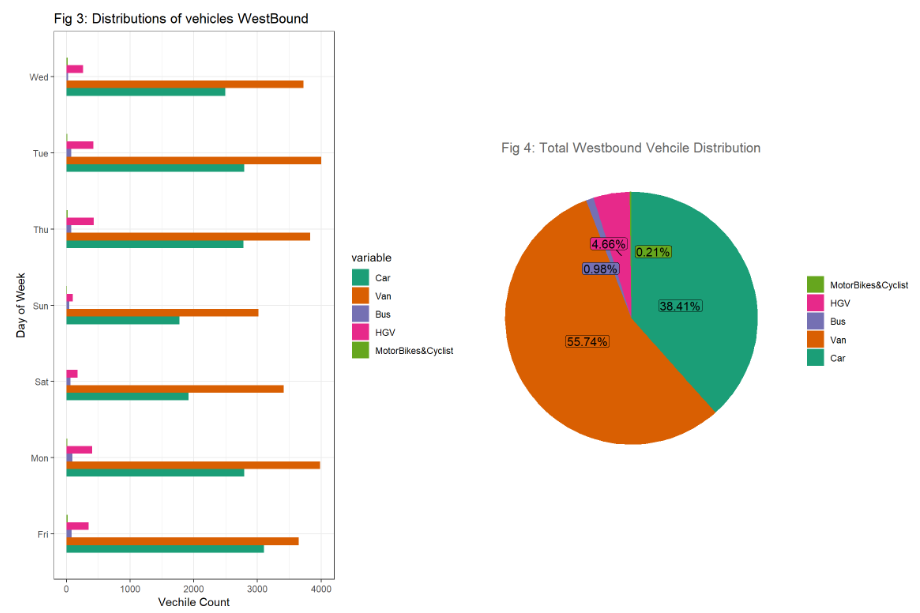 Fig 3: Distributions of vehicles WestBound
Day of Week
Wed
Tue
Thu
Sun
Sat
Mon
Fri
0 1000 2000 3000 4000
Vechile Count
variable
Car
Van
Bus
HGV
MotorBikes&Cyclist
Fig 4: Total Westbound Vehcile Distribution
4.66%
0.21%
0.98%
38.41%
55.74%
MotorBikes&Cyclist
HGV
Bus
Van
Car